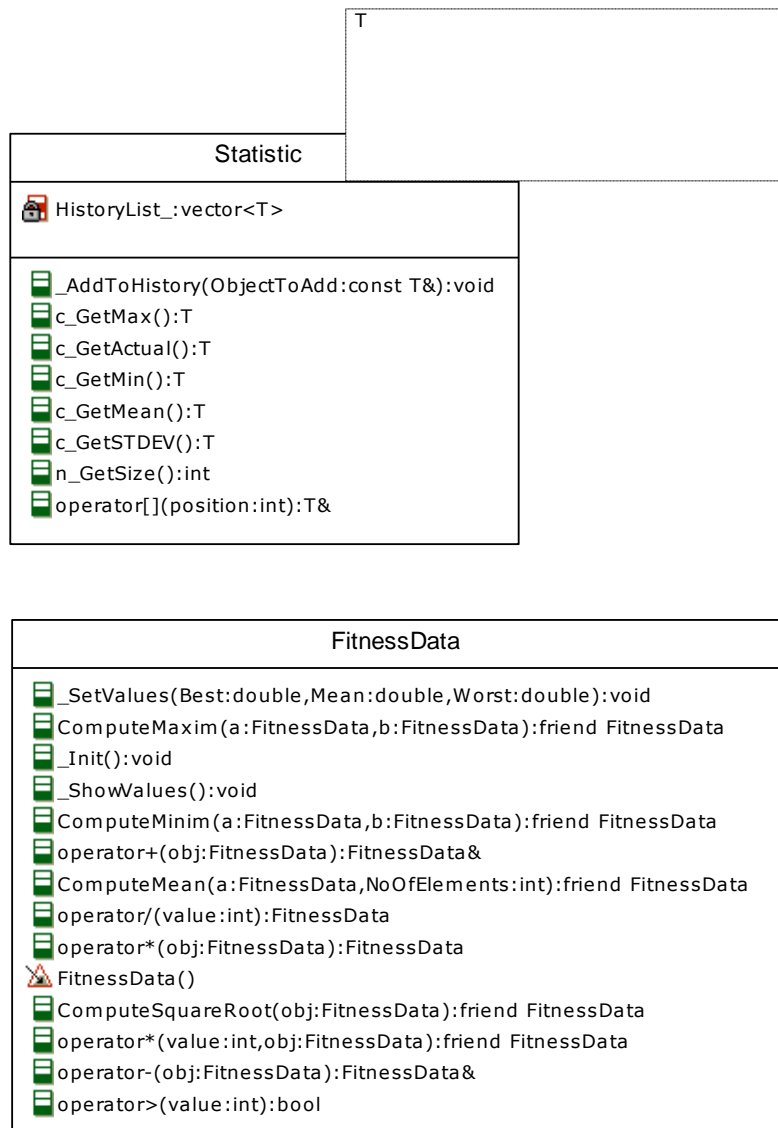 T
Statistic
HistoryList_:vector<T>
_AddToHistory(ObjectToAdd:const T&):void
c_GetMax():T
c_GetActual():T
c_GetMin():T
c_GetMean():T
c_GetSTDEV():T
n_GetSize():int
operator[](position:int):T&
FitnessData
_SetValues(Best:double,Mean:double,Worst:double):void
ComputeMaxim(a:FitnessData,b:FitnessData):friend FitnessData
_Init():void
_ShowValues():void
ComputeMinim(a:FitnessData,b:FitnessData):friend FitnessData
operator+(obj:FitnessData):FitnessData&
ComputeMean(a:FitnessData,NoOfElements:int):friend FitnessData
operator/(value:int):FitnessData
operator*(obj:FitnessData):FitnessData
FitnessData()
ComputeSquareRoot(obj:FitnessData):friend FitnessData
operator*(value:int,obj:FitnessData):friend FitnessData
operator-(obj:FitnessData):FitnessData&
operator>(value:int):bool